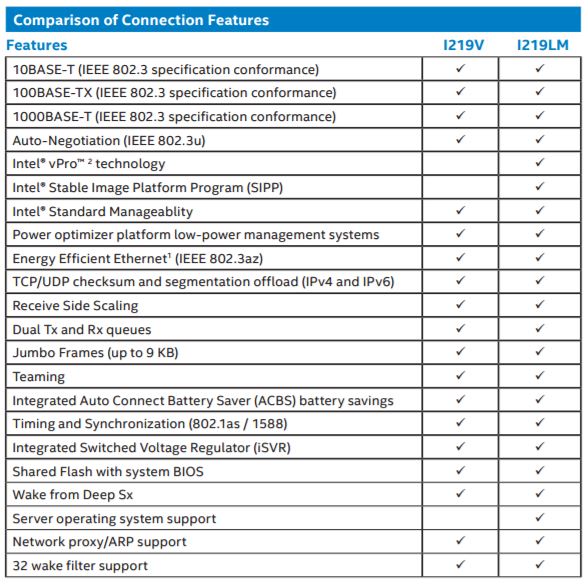 Comparison of Connection Features
Features I219V I219LM
10BASE-T (IEEE 802.3 specification conformance) ✓ ✓
100BASE-TX (IEEE 802.3 specification conformance) ✓ ✓
1000BASE-T (IEEE 802.3 specification conformance) ✓ ✓
Auto-Negotiation (IEEE 802.3u) ✓ ✓
Intel® vPro™ ² technology ✓
Intel® Stable Image Platform Program (SIPP) ✓
Intel® Standard Manageablity ✓ ✓
Power optimizer platform low-power management systems ✓ ✓
Energy Efficient Ethernet¹ (IEEE 802.3az) ✓ ✓
TCP/UDP checksum and segmentation offload (IPv4 and IPv6) ✓ ✓
Receive Side Scaling ✓ ✓
Dual Tx and Rx queues ✓ ✓
Jumbo Frames (up to 9 KB) ✓ ✓
Teaming ✓ ✓
Integrated Auto Connect Battery Saver (ACBS) battery savings ✓ ✓
Timing and Synchronization (802.1as / 1588) ✓ ✓
Integrated Switched Voltage Regulator (iSVR) ✓ ✓
Shared Flash with system BIOS ✓ ✓
Wake from Deep Sx ✓ ✓
Server operating system support ✓
Network proxy/ARP support ✓ ✓
32 wake filter support ✓ ✓